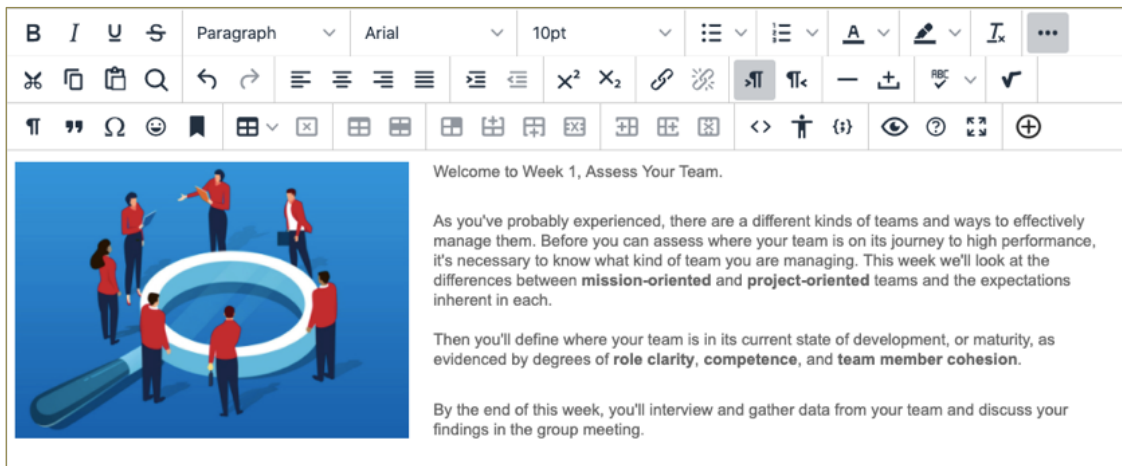 B I U S Paragraph Arial 10pt A
X² X₂ ABC
Welcome to Week 1, Assess Your Team.
As you've probably experienced, there are a different kinds of teams and ways to effectively
manage them. Before you can assess where your team is on its journey to high performance,
it's necessary to know what kind of team you are managing. This week we'll look at the
differences between mission-oriented and project-oriented teams and the expectations
inherent in each.
Then you'll define where your team is in its current state of development, or maturity, as
evidenced by degrees of role clarity, competence, and team member cohesion.
By the end of this week, you'll interview and gather data from your team and discuss your
findings in the group meeting.